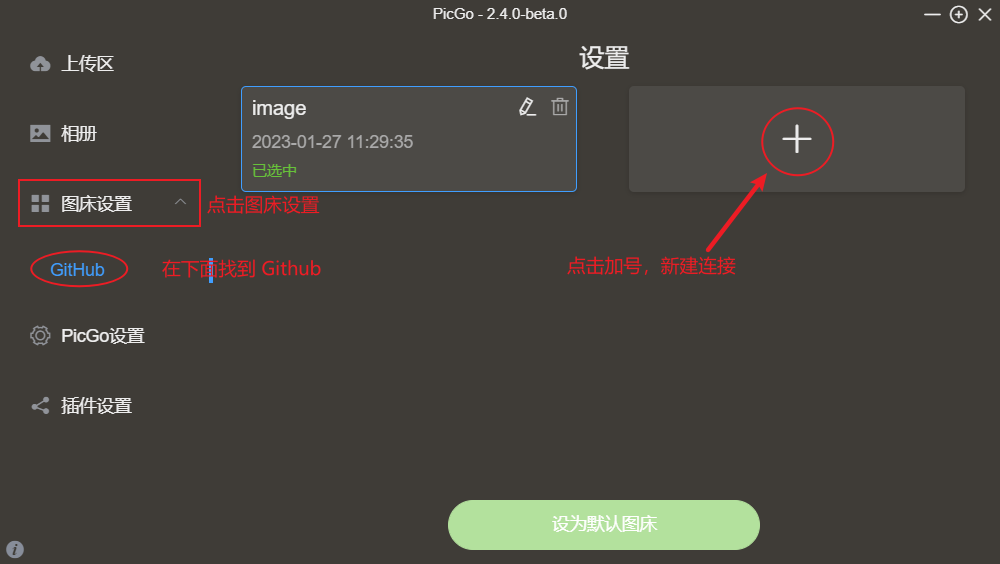 PicGo - 2.4.0-beta.0
上传区
相册
图床设置
点击图床设置
GitHub
在下面找到 Github
PicGo设置
插件设置
设置
image
2023-01-27 11:29:35
已选中
点击加号，新建连接
设为默认图床